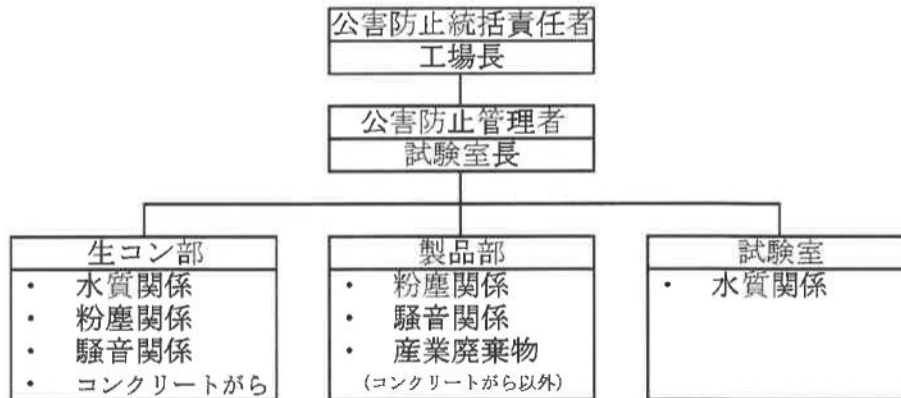 公害防止統括責任者
工場長
公害防止管理者
試験室長
生コン部
・ 水質関係
・ 粉塵関係
・ 騒音関係
・ コンクリートがら
製品部
・ 粉塵関係
・ 騒音関係
・ 産業廃棄物
(コンクリートがら以外)
試験室
・ 水質関係